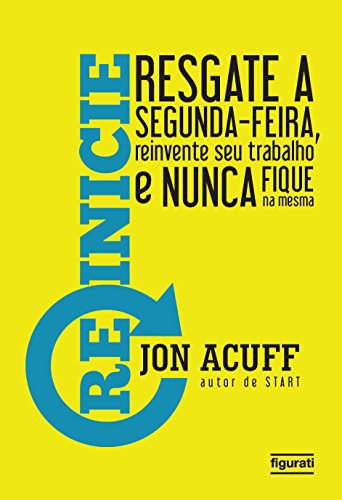 REINICIE
RESGATE A
SEGUNDA-FEIRA,
reinvente seu trabalho
e NUNCA FIQUE
na mesma
JON ACUFF
autor de START
figurati